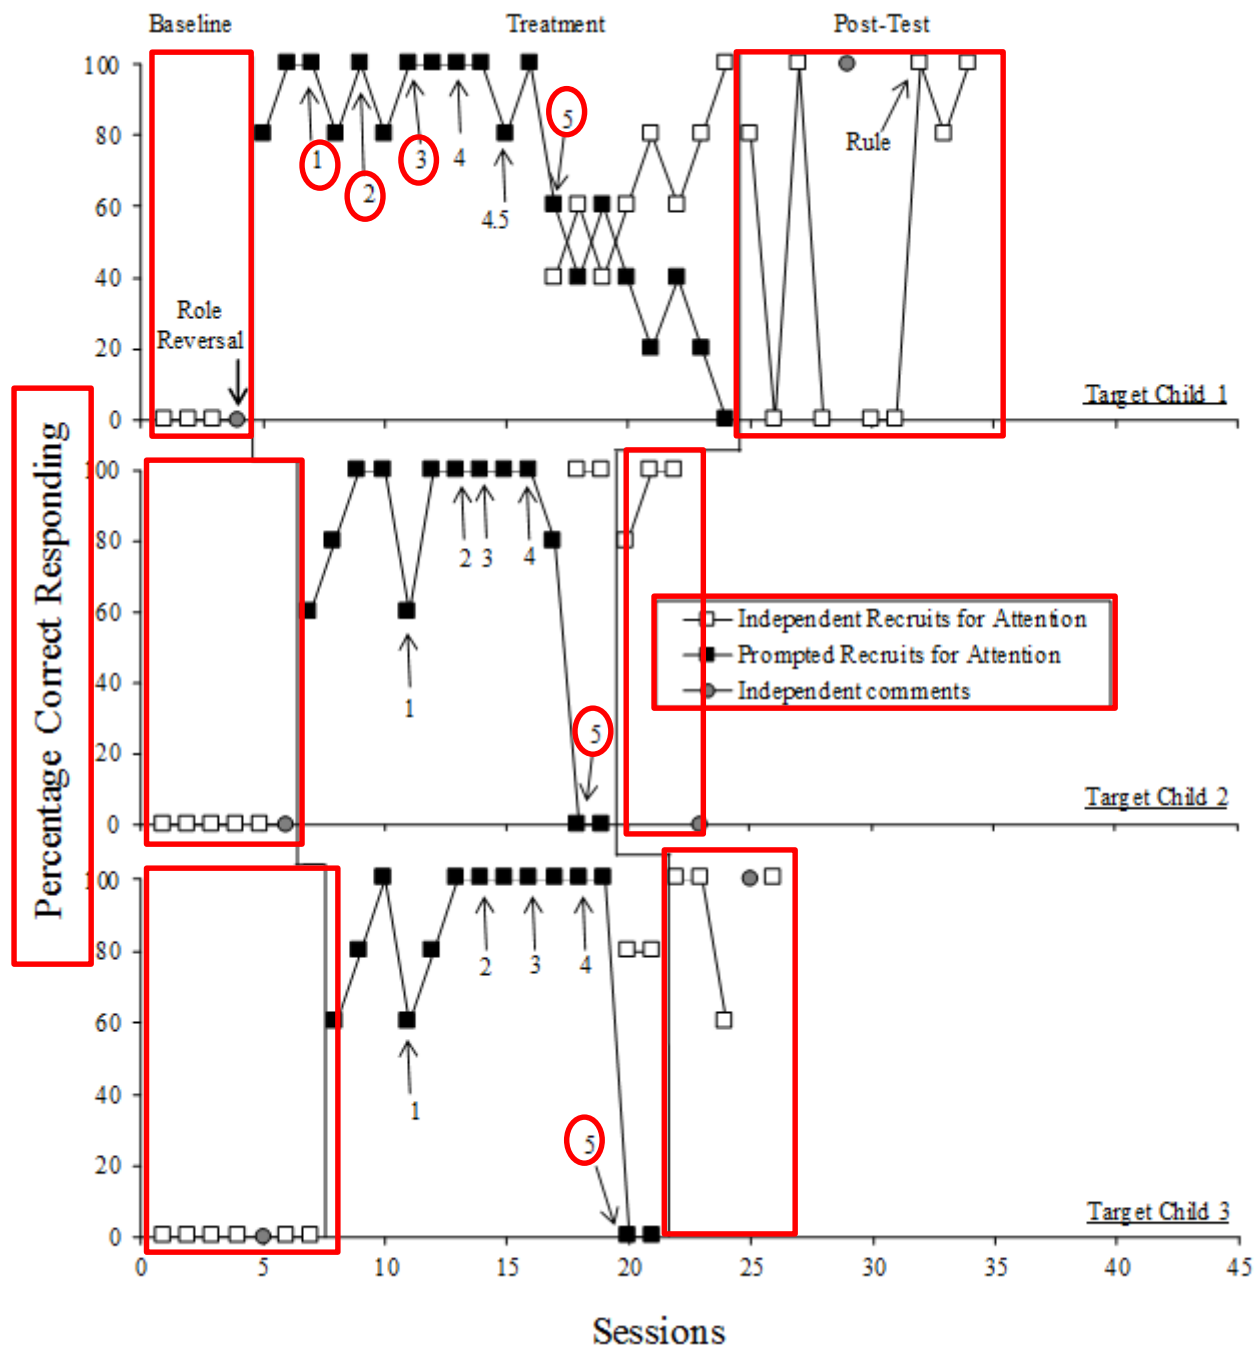 Baseline Treatment Post-Test
100
80
60
40
20
0
1
2
3
4
4.5
5
Rule
Role
Reversal
Target Child 1
Percentage Correct Responding
100
80
60
40
20
0
1
2 3 4
5
Independent Recruits for Attention
Prompted Recruits for Attention
Independent comments
Target Child 2
100
80
60
40
20
0
1
2 3 4
5
Target Child 3
0 5 10 15 20 25 30 35 40 45
Sessions